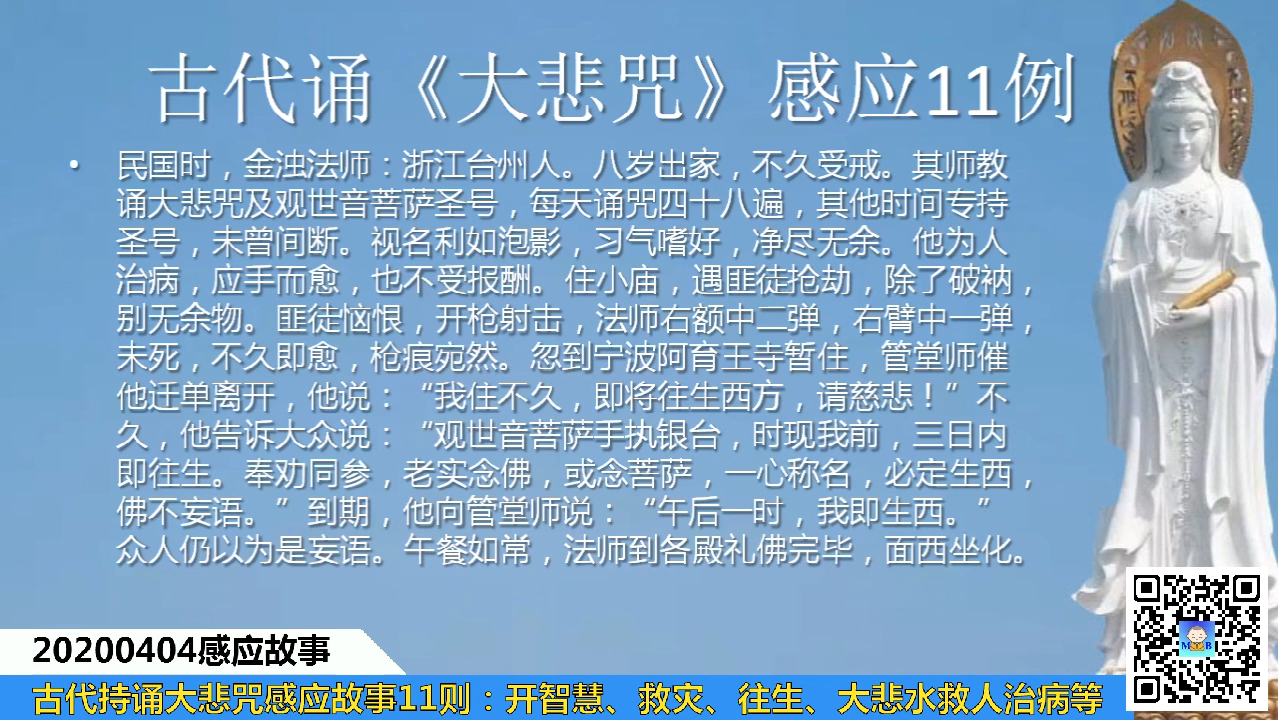 古代诵《大悲咒》感应11例
• 民国时，金浊法师：浙江台州人。八岁出家，不久受戒。其师教
诵大悲咒及观世音菩萨圣号，每天诵咒四十八遍，其他时间专持
圣号，未曾间断。视名利如泡影，习气嗜好，净尽无余。他为人
治病，应手而愈，也不受报酬。住小庙，遇匪徒抢劫，除了破衲，
别无余物。匪徒恼恨，开枪射击，法师右额中二弹，右臂中一弹，
未死，不久即愈，枪痕宛然。忽到宁波阿育王寺暂住，管堂师催
他迁单离开，他说：“我住不久，即将往生西方，请慈悲！”不
久，他告诉大众说：“观世音菩萨手执银台，时现我前，三日内
即往生。奉劝同参，老实念佛，或念菩萨，一心称名，必定生西，
佛不妄语。”到期，他向管堂师说：“午后一时，我即生西。”
众人仍以为是妄语。午餐如常，法师到各殿礼佛完毕，面西坐化。
20200404感应故事
古代持诵大悲咒感应故事11则：开智慧、救灾、往生、大悲水救人治病等